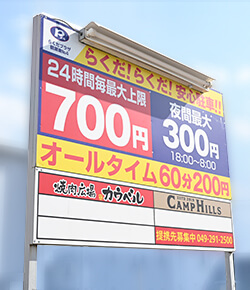 らくだ!らくだ!安心駐車!!
24時間毎最大上限
700円
夜間最大
300円
18:00~8:00
オールタイム60分200円
焼肉広場 カウベル
CAMP HILLS
提携先募集中 049-291-2500